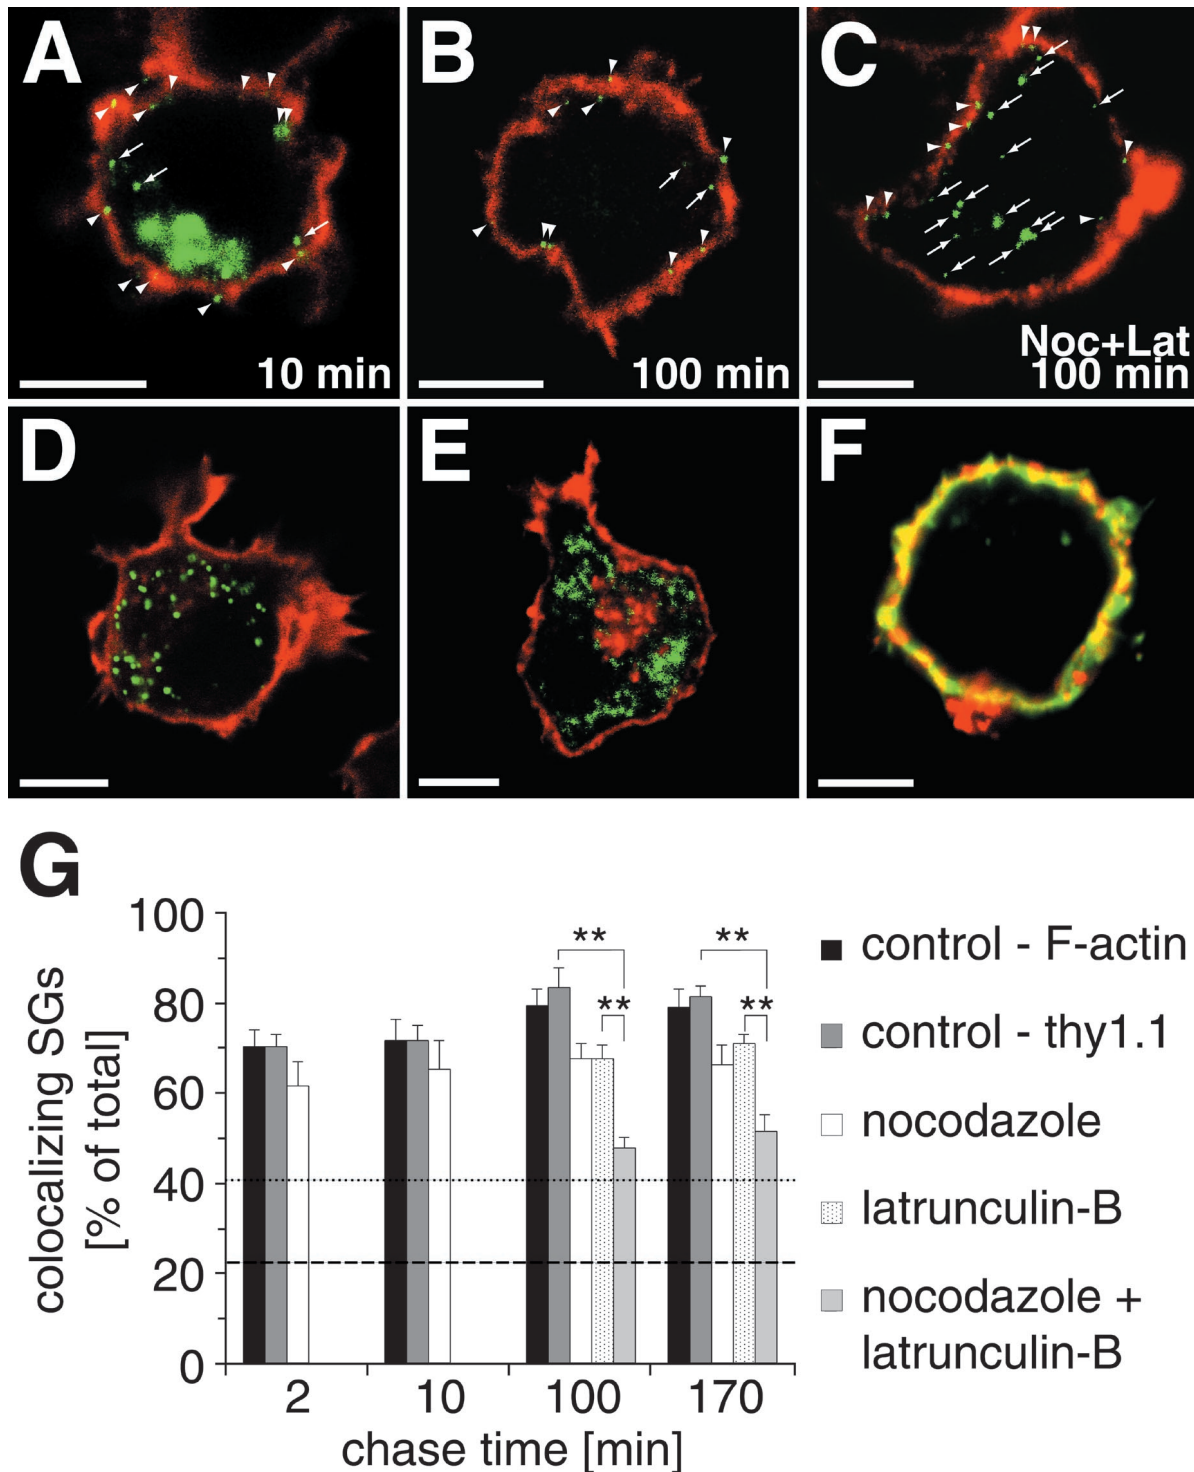 A
B
C
10 min
100 min
Noc+Lat
100 min
D
E
F
G
colocalizing SGs
[% of total]
100
80
60
40
20
0
**
**
**
**
2
10
100
170
chase time [min]
control - F-actin
control - thy1.1
nocodazole
latrunculin-B
nocodazole +
latrunculin-B